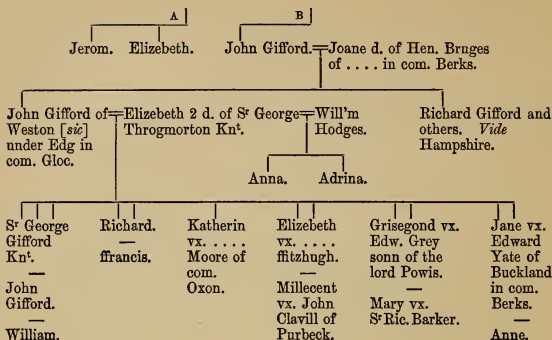 A B
Jerom. Elizebeth. John Gifford.=Joane d. of Hen. Bruges
of . . . . in com. Berks.
John Gifford of=Elizebeth 2 d. of Sʳ George=Will'm
Weston [sic] Throgmorton Knᵗ. Hodges.
under Edg in
com. Gloc.
Richard Gifford and
others. Vide
Hampshire.
Anna. Adrina.
Sʳ George
Gifford
Knᵗ.
—
John
Gifford.
—
William.
Richard.
—
ffrancis.
Katherin
vx. . . . .
Moore of
com.
Oxon.
Elizebeth
vx. . . . .
ffitzhugh.
—
Millecent
vx. John
Clavill of
Purbeck.
Grisegond vx.
Edw. Grey
sonn of the
lord Powis.
—
Mary vx.
Sʳ Ric. Barker.
Jane vx.
Edward
Yate of
Buckland
in com.
Berks.
—
Anne.